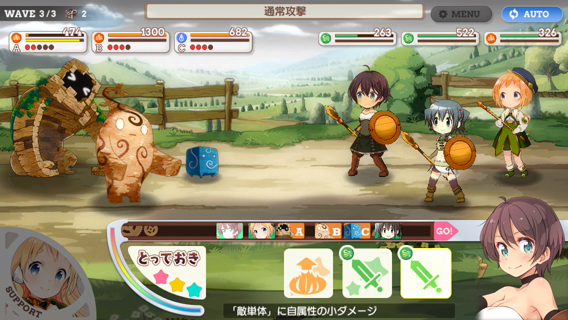 WAVE 3/3 2
通常攻撃
MENU
AUTO
474
A
1300
B
682
C
263
522
326
A B C GO!
とっておき
SUPPORT
「敵単体」に自属性の小ダメージ